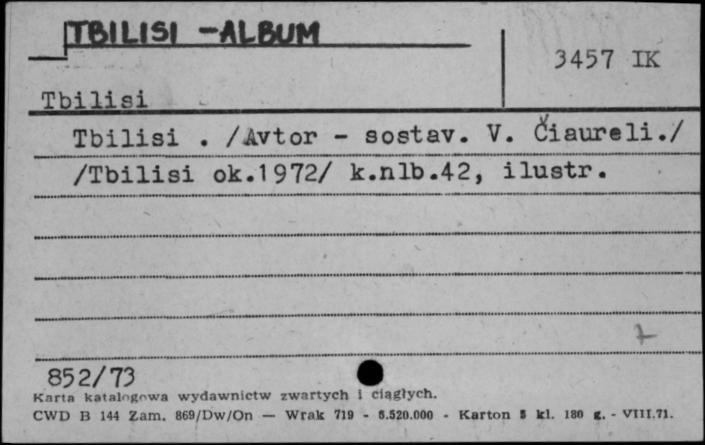 TBILISI - ALBUM
3457 IK
Tbilisi
Tbilisi . /Avtor - sostav. V. Čiaureli./
/Tbilisi ok.1972/ k.nlb.42, ilustr.
7
852/73
Karta katalogowa wydawnictw zwartych i ciągłych.
CWD B 144 Zam. 869/Dw/On — Wrak 719 - 5.520.000 - Karton 5 kl. 180 g. - VIII.71.